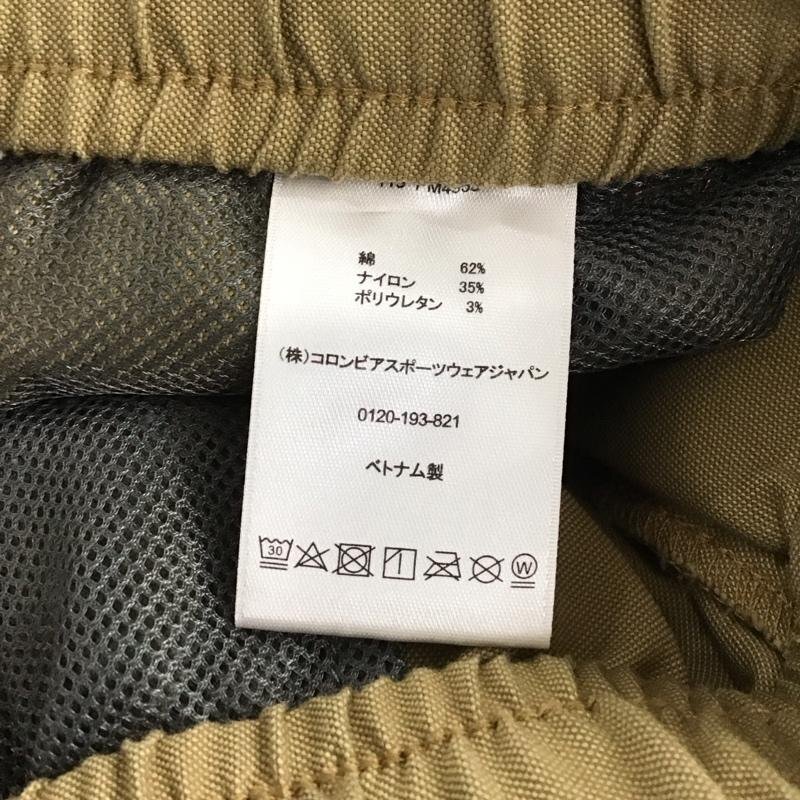 綿 62%
ナイロン 35%
ポリウレタン 3%
(株)コロンビアスポーツウェアジャパン
0120-193-821
ベトナム製
30
W